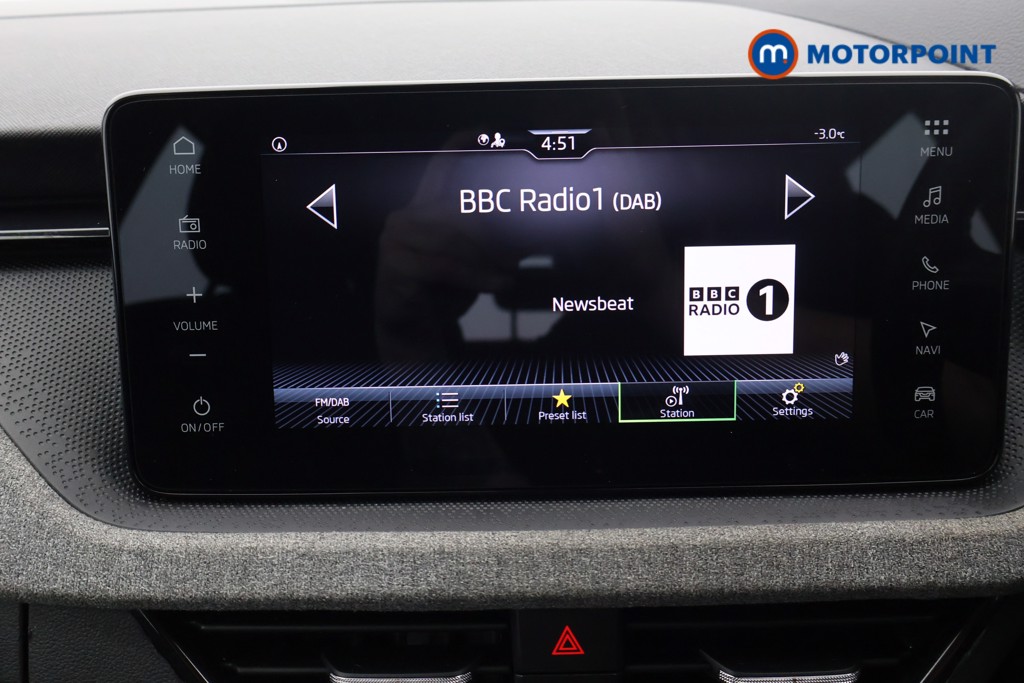 m MOTORPOINT
4:51
-3.0°C
HOME
MENU
BBC Radio1 (DAB)
MEDIA
RADIO
PHONE
BBC
RADIO 1
Newsbeat
VOLUME
NAVI
FM/DAB
Source
Station list
Preset list
Station
Settings
CAR
ON/OFF